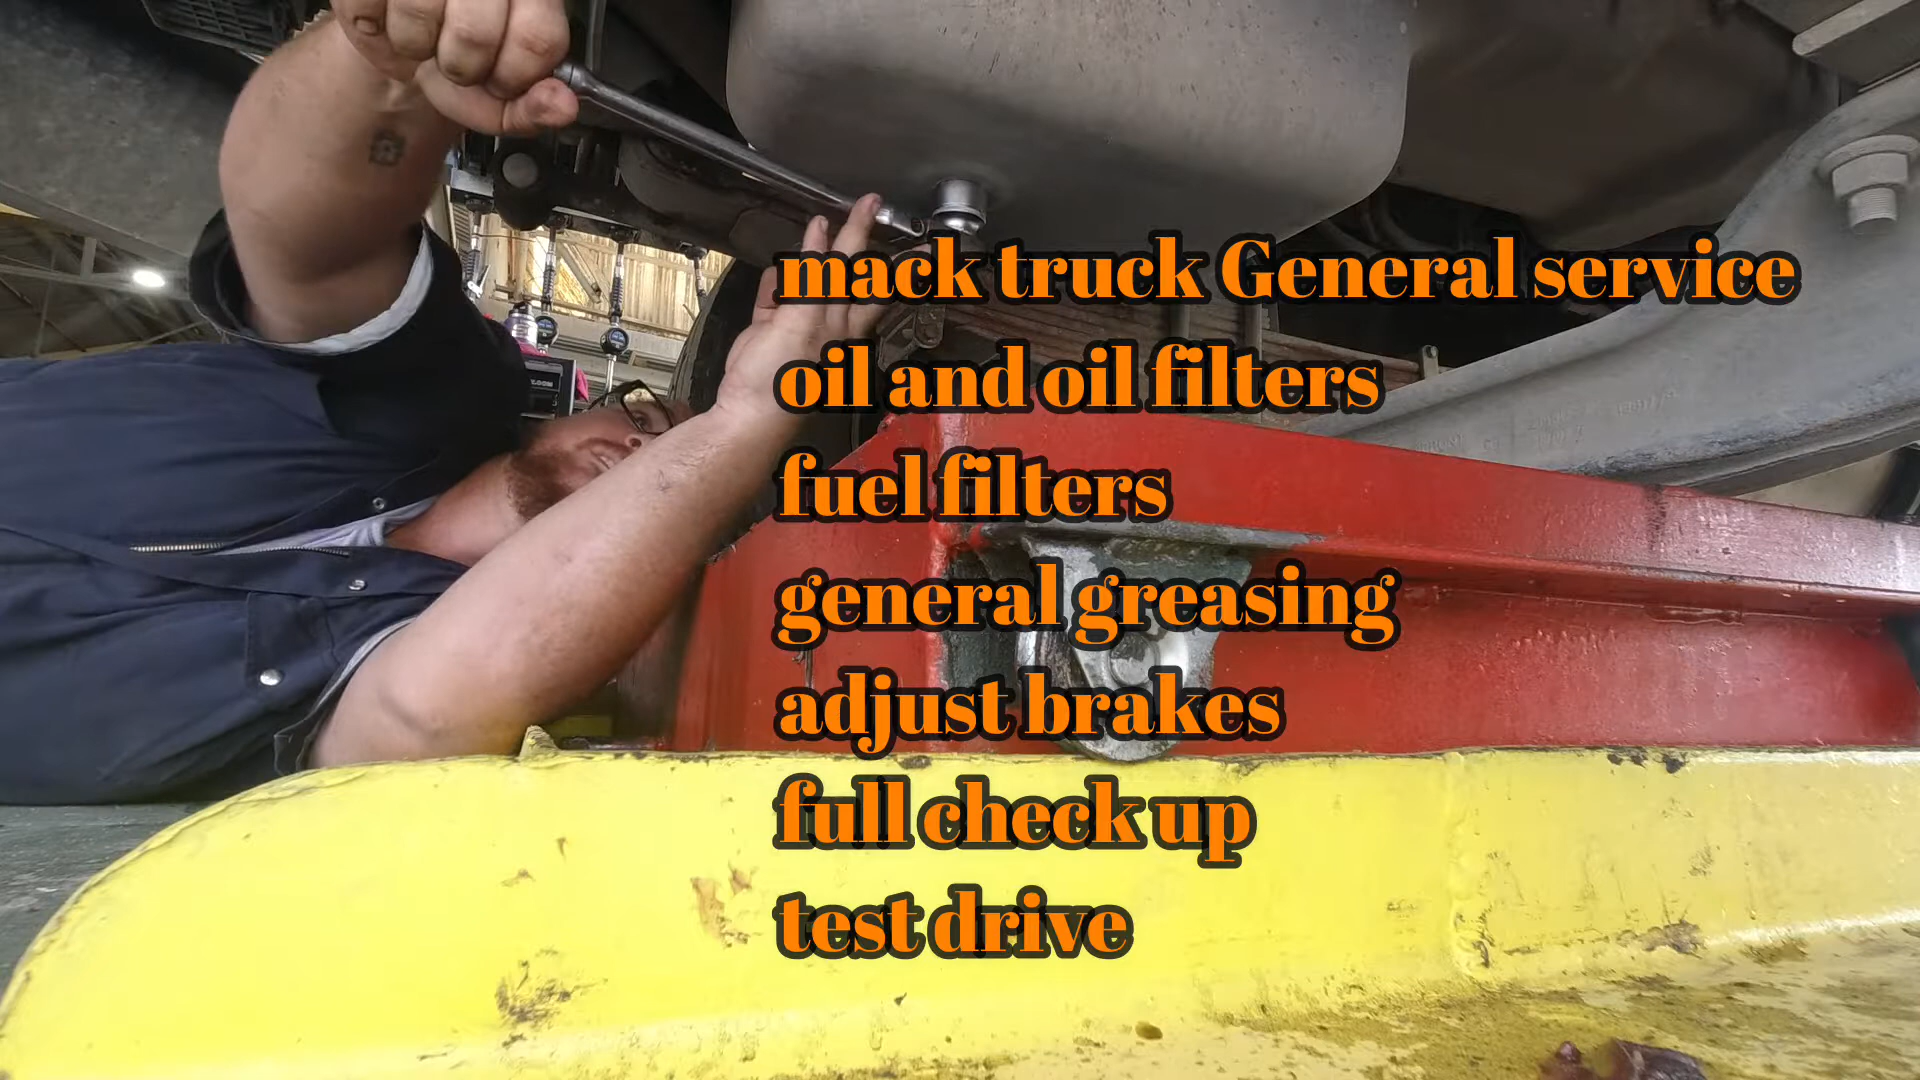 mack truck General service
oil and oil filters
fuel filters
general greasing
adjust brakes
full check up
test drive